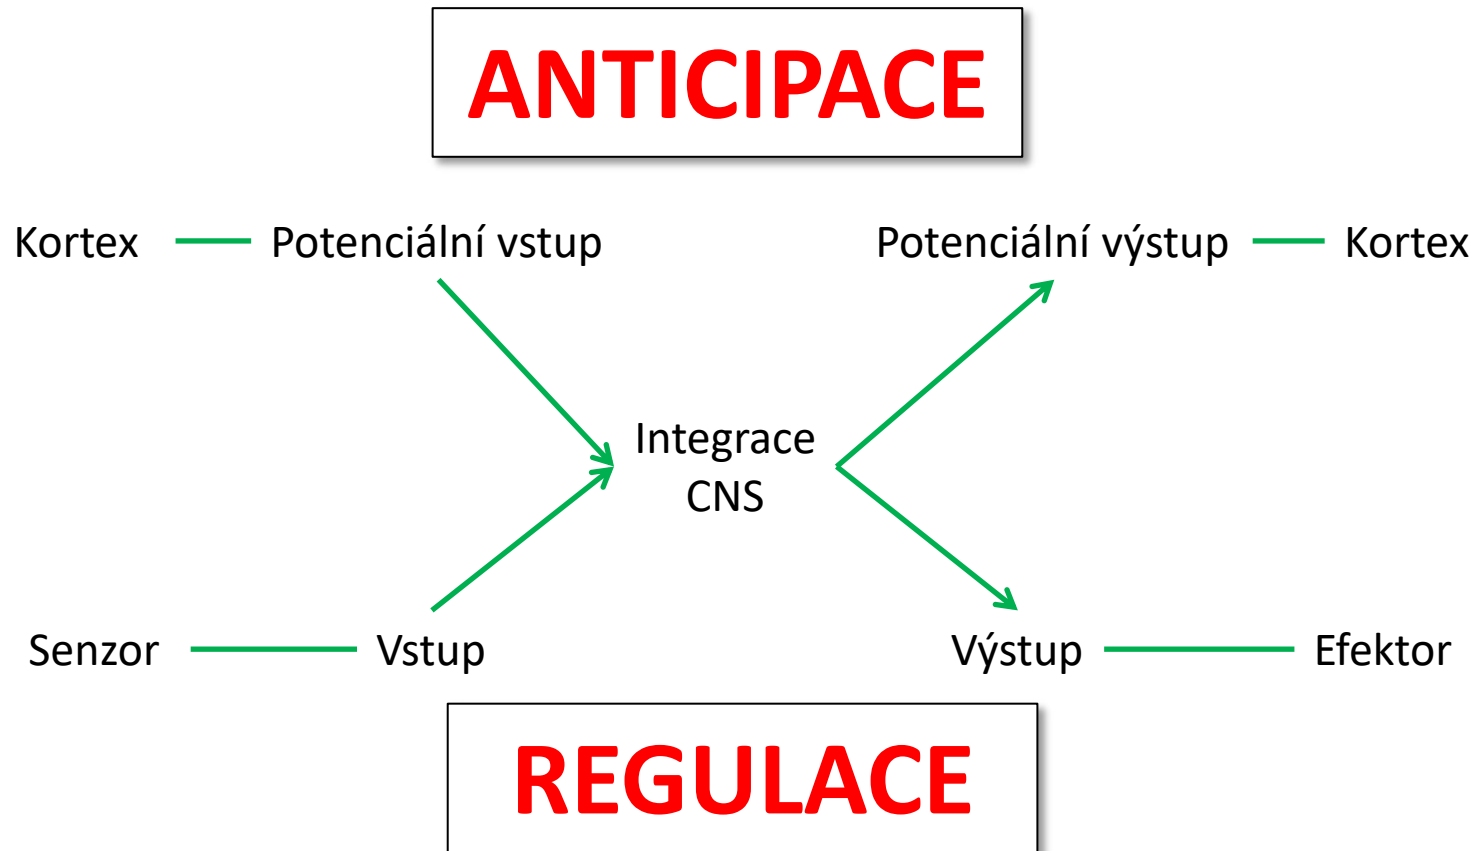 ANTICIPACE
Kortex Potenciální vstup Potenciální výstup Kortex
Integrace
CNS
Senzor Vstup Výstup Efektor
REGULACE